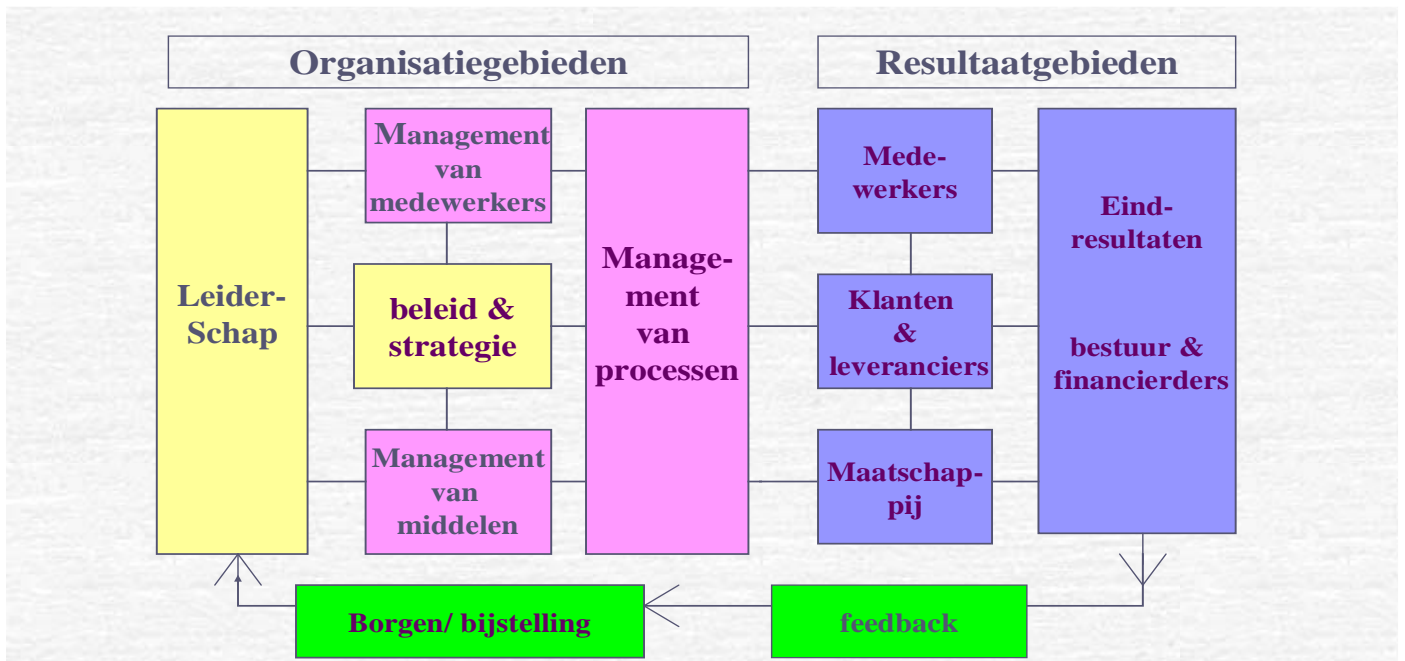 Organisatiegebieden
Resultaatgebieden
Leider-
Schap
Management
van
medewerkers
beleid &
strategie
Management
van
middelen
Manage-
ment
van
processen
Mede-
werkers
Klanten
&
leveranciers
Maatschap-
pij
Eind-
resultaten
bestuur &
financierders
Borgen/ bijstelling
feedback